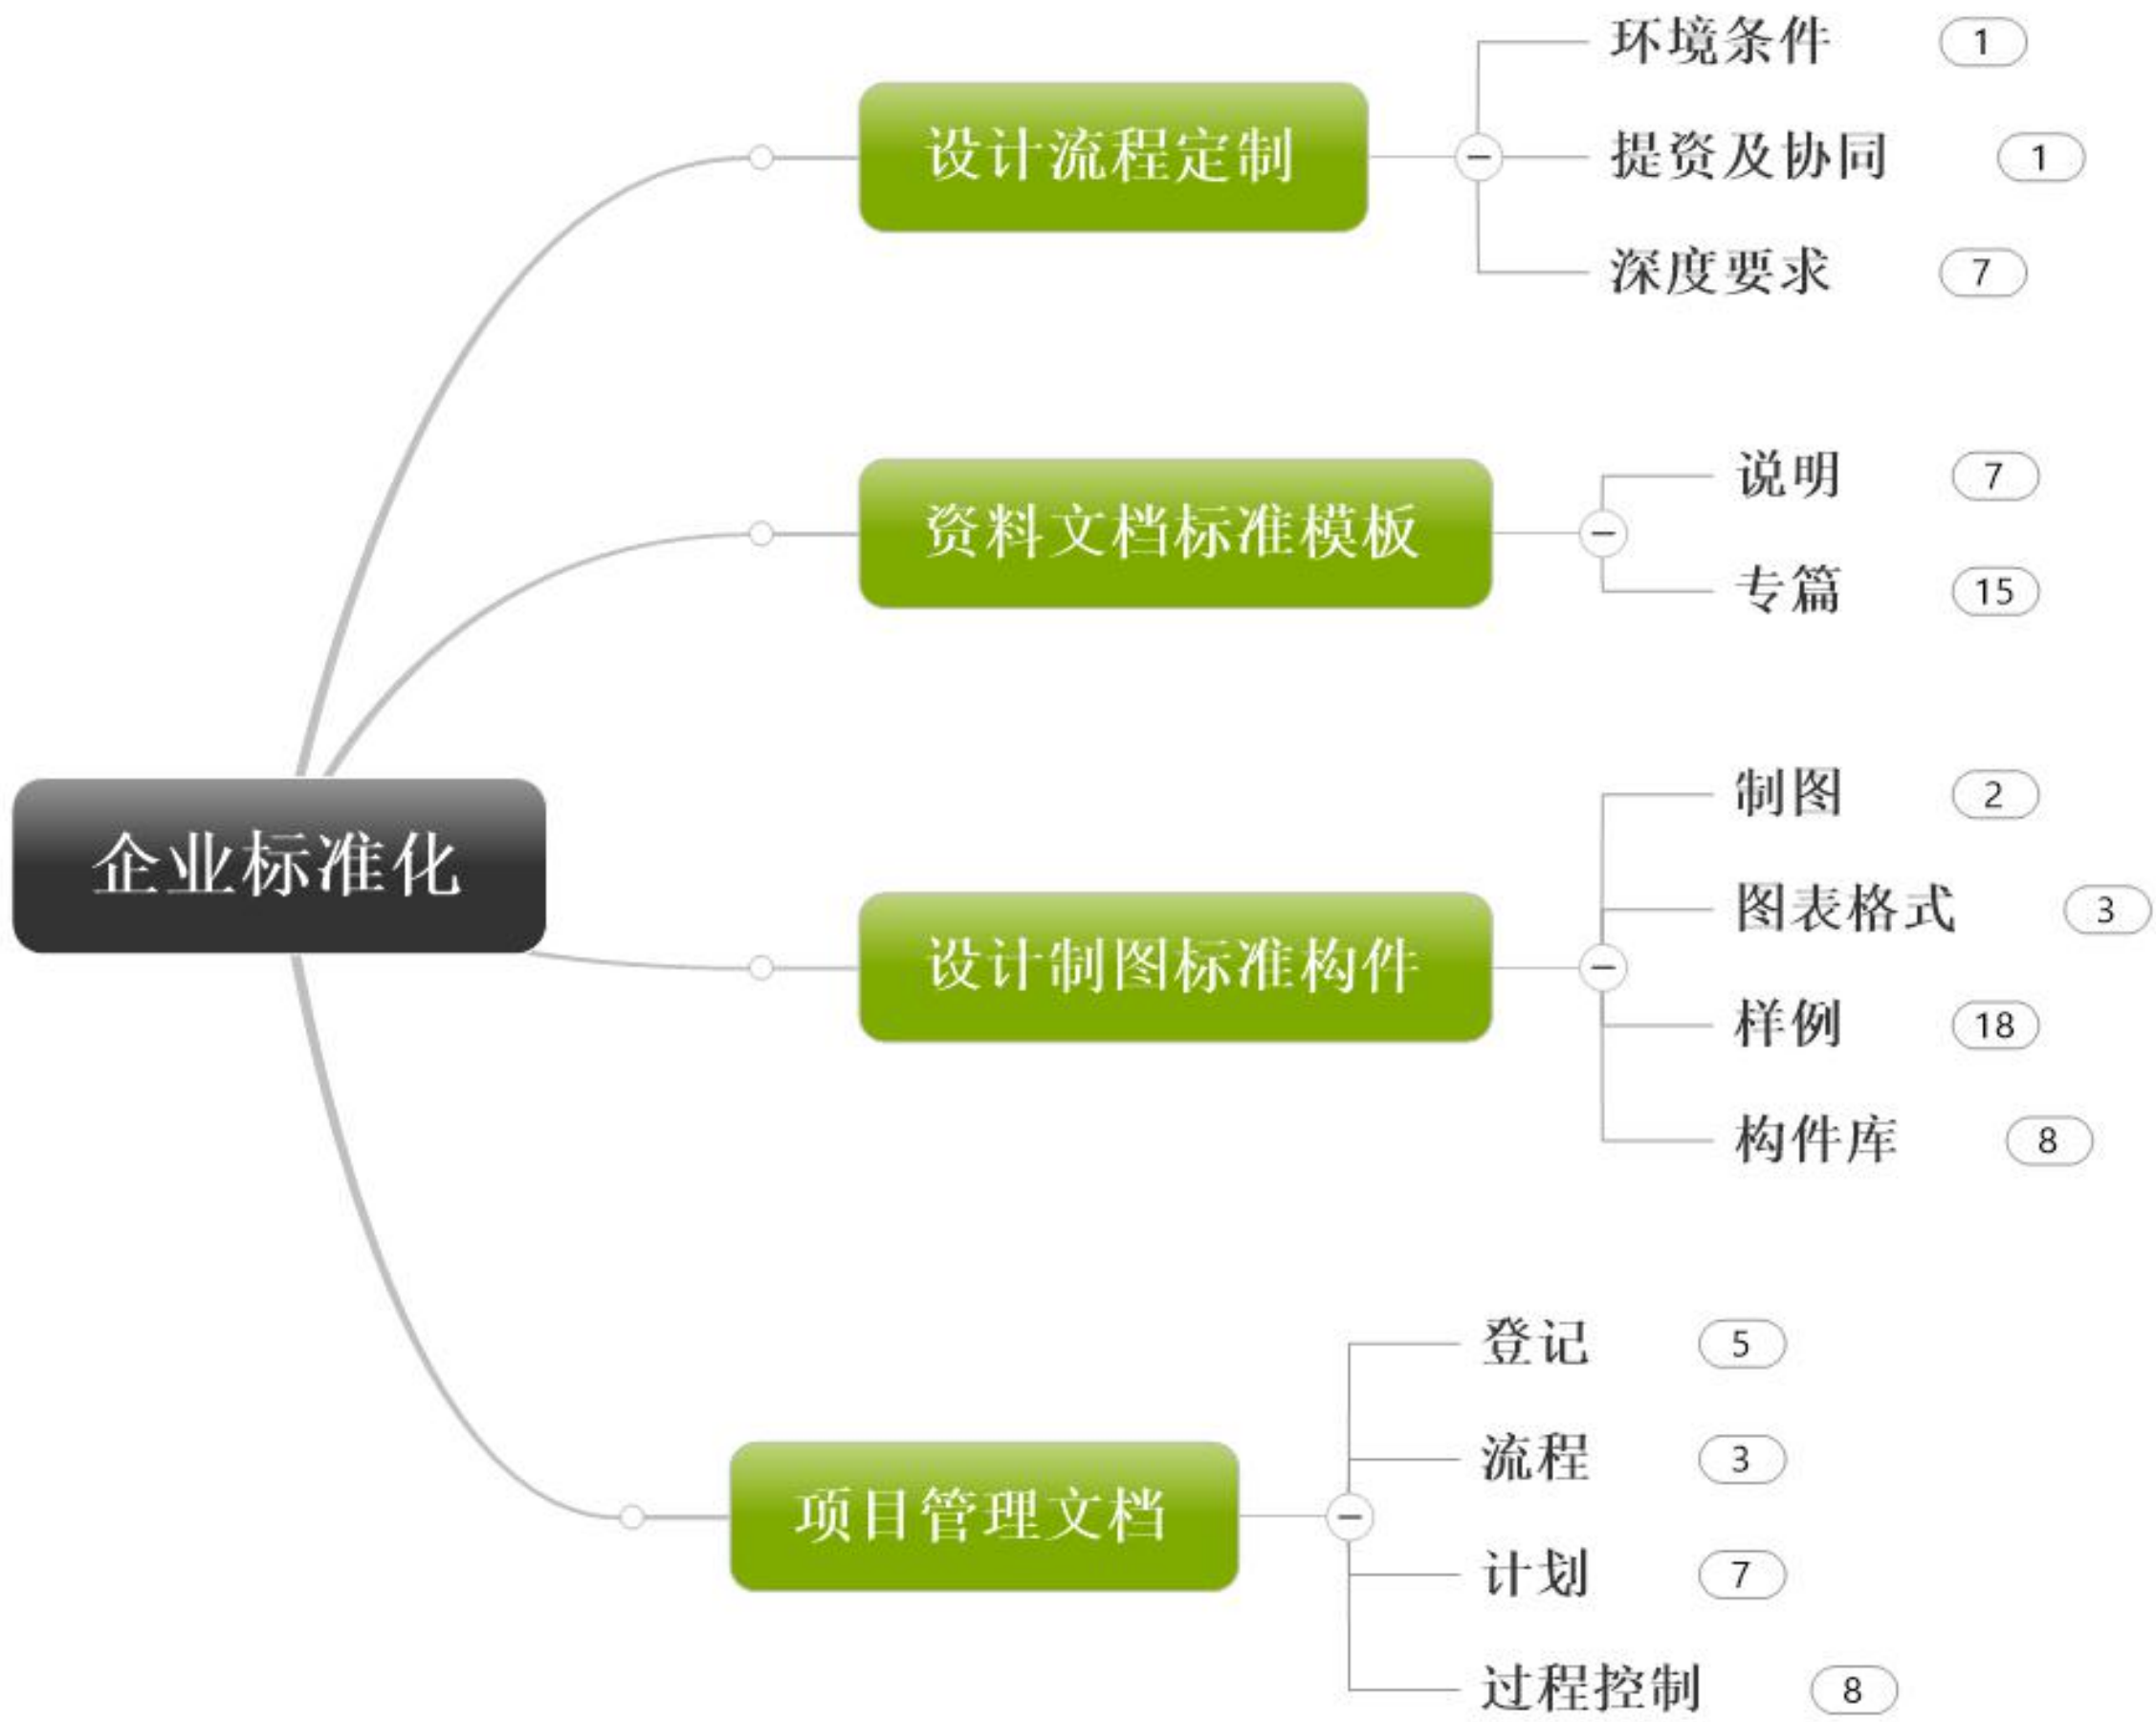 企业标准化
设计流程定制
环境条件 1
提资及协同 1
深度要求 7
资料文档标准模板
说明 7
专篇 15
设计制图标准构件
制图 2
图表格式 3
样例 18
构件库 8
项目管理文档
登记 5
流程 3
计划 7
过程控制 8